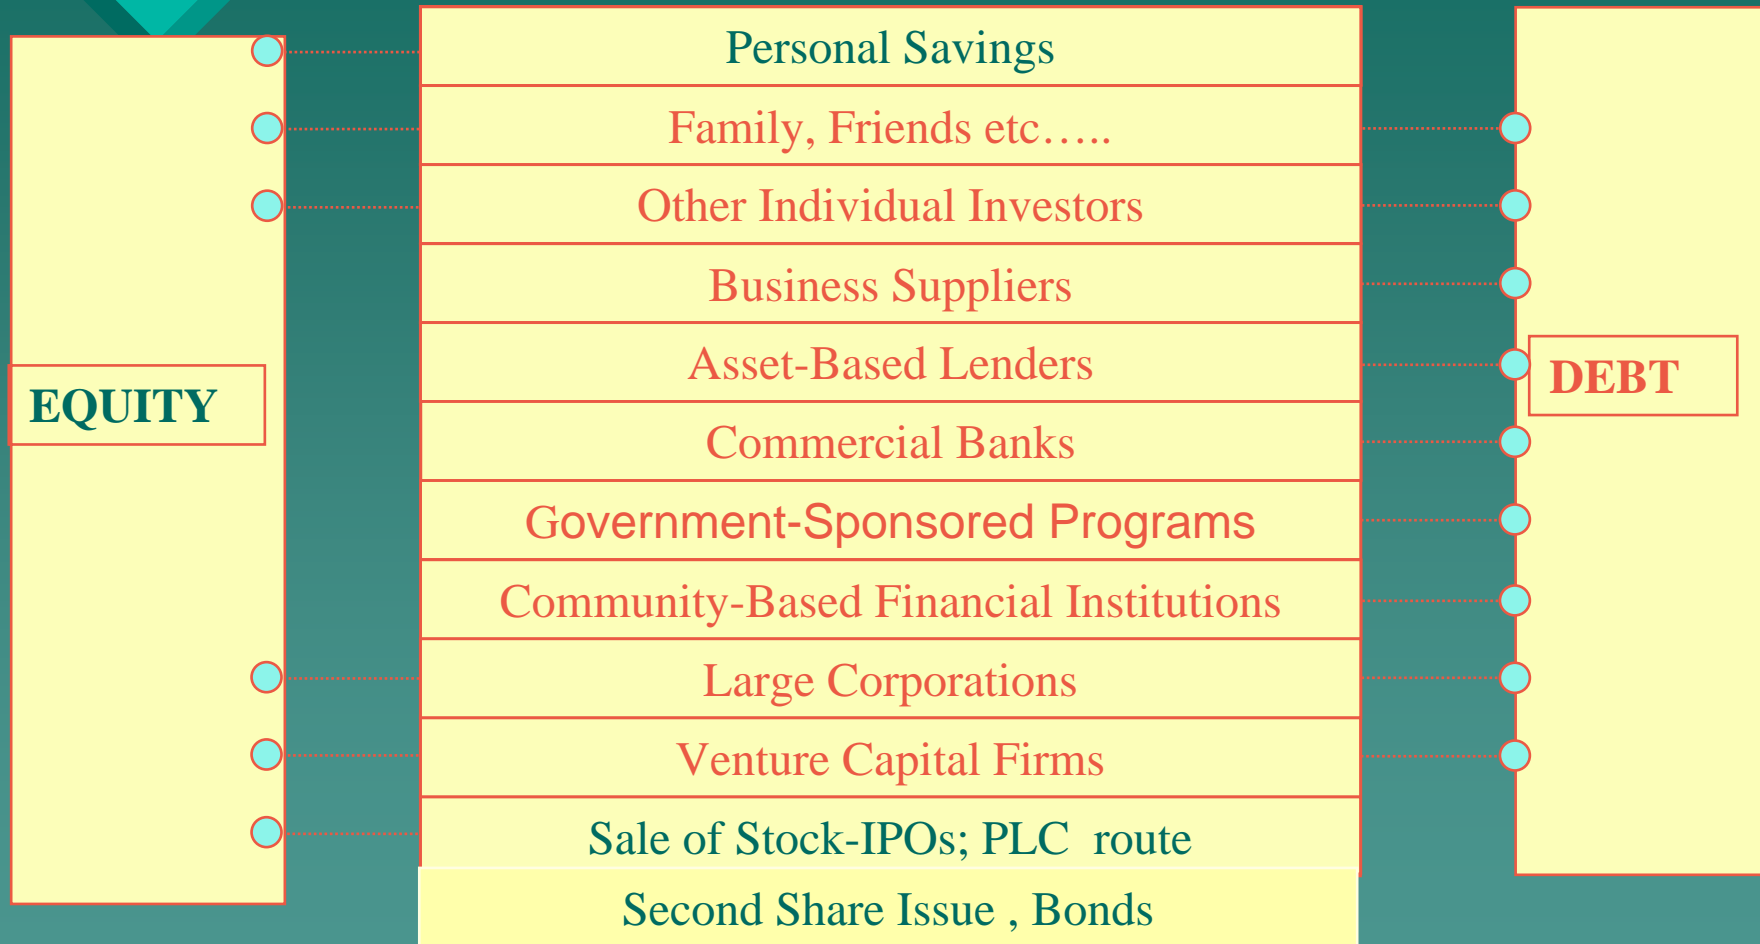 Personal Savings
Family, Friends etc…..
Other Individual Investors
Business Suppliers
Asset-Based Lenders
EQUITY
DEBT
Commercial Banks
Government-Sponsored Programs
Community-Based Financial Institutions
Large Corporations
Venture Capital Firms
Sale of Stock-IPOs; PLC  route
Second Share Issue , Bonds